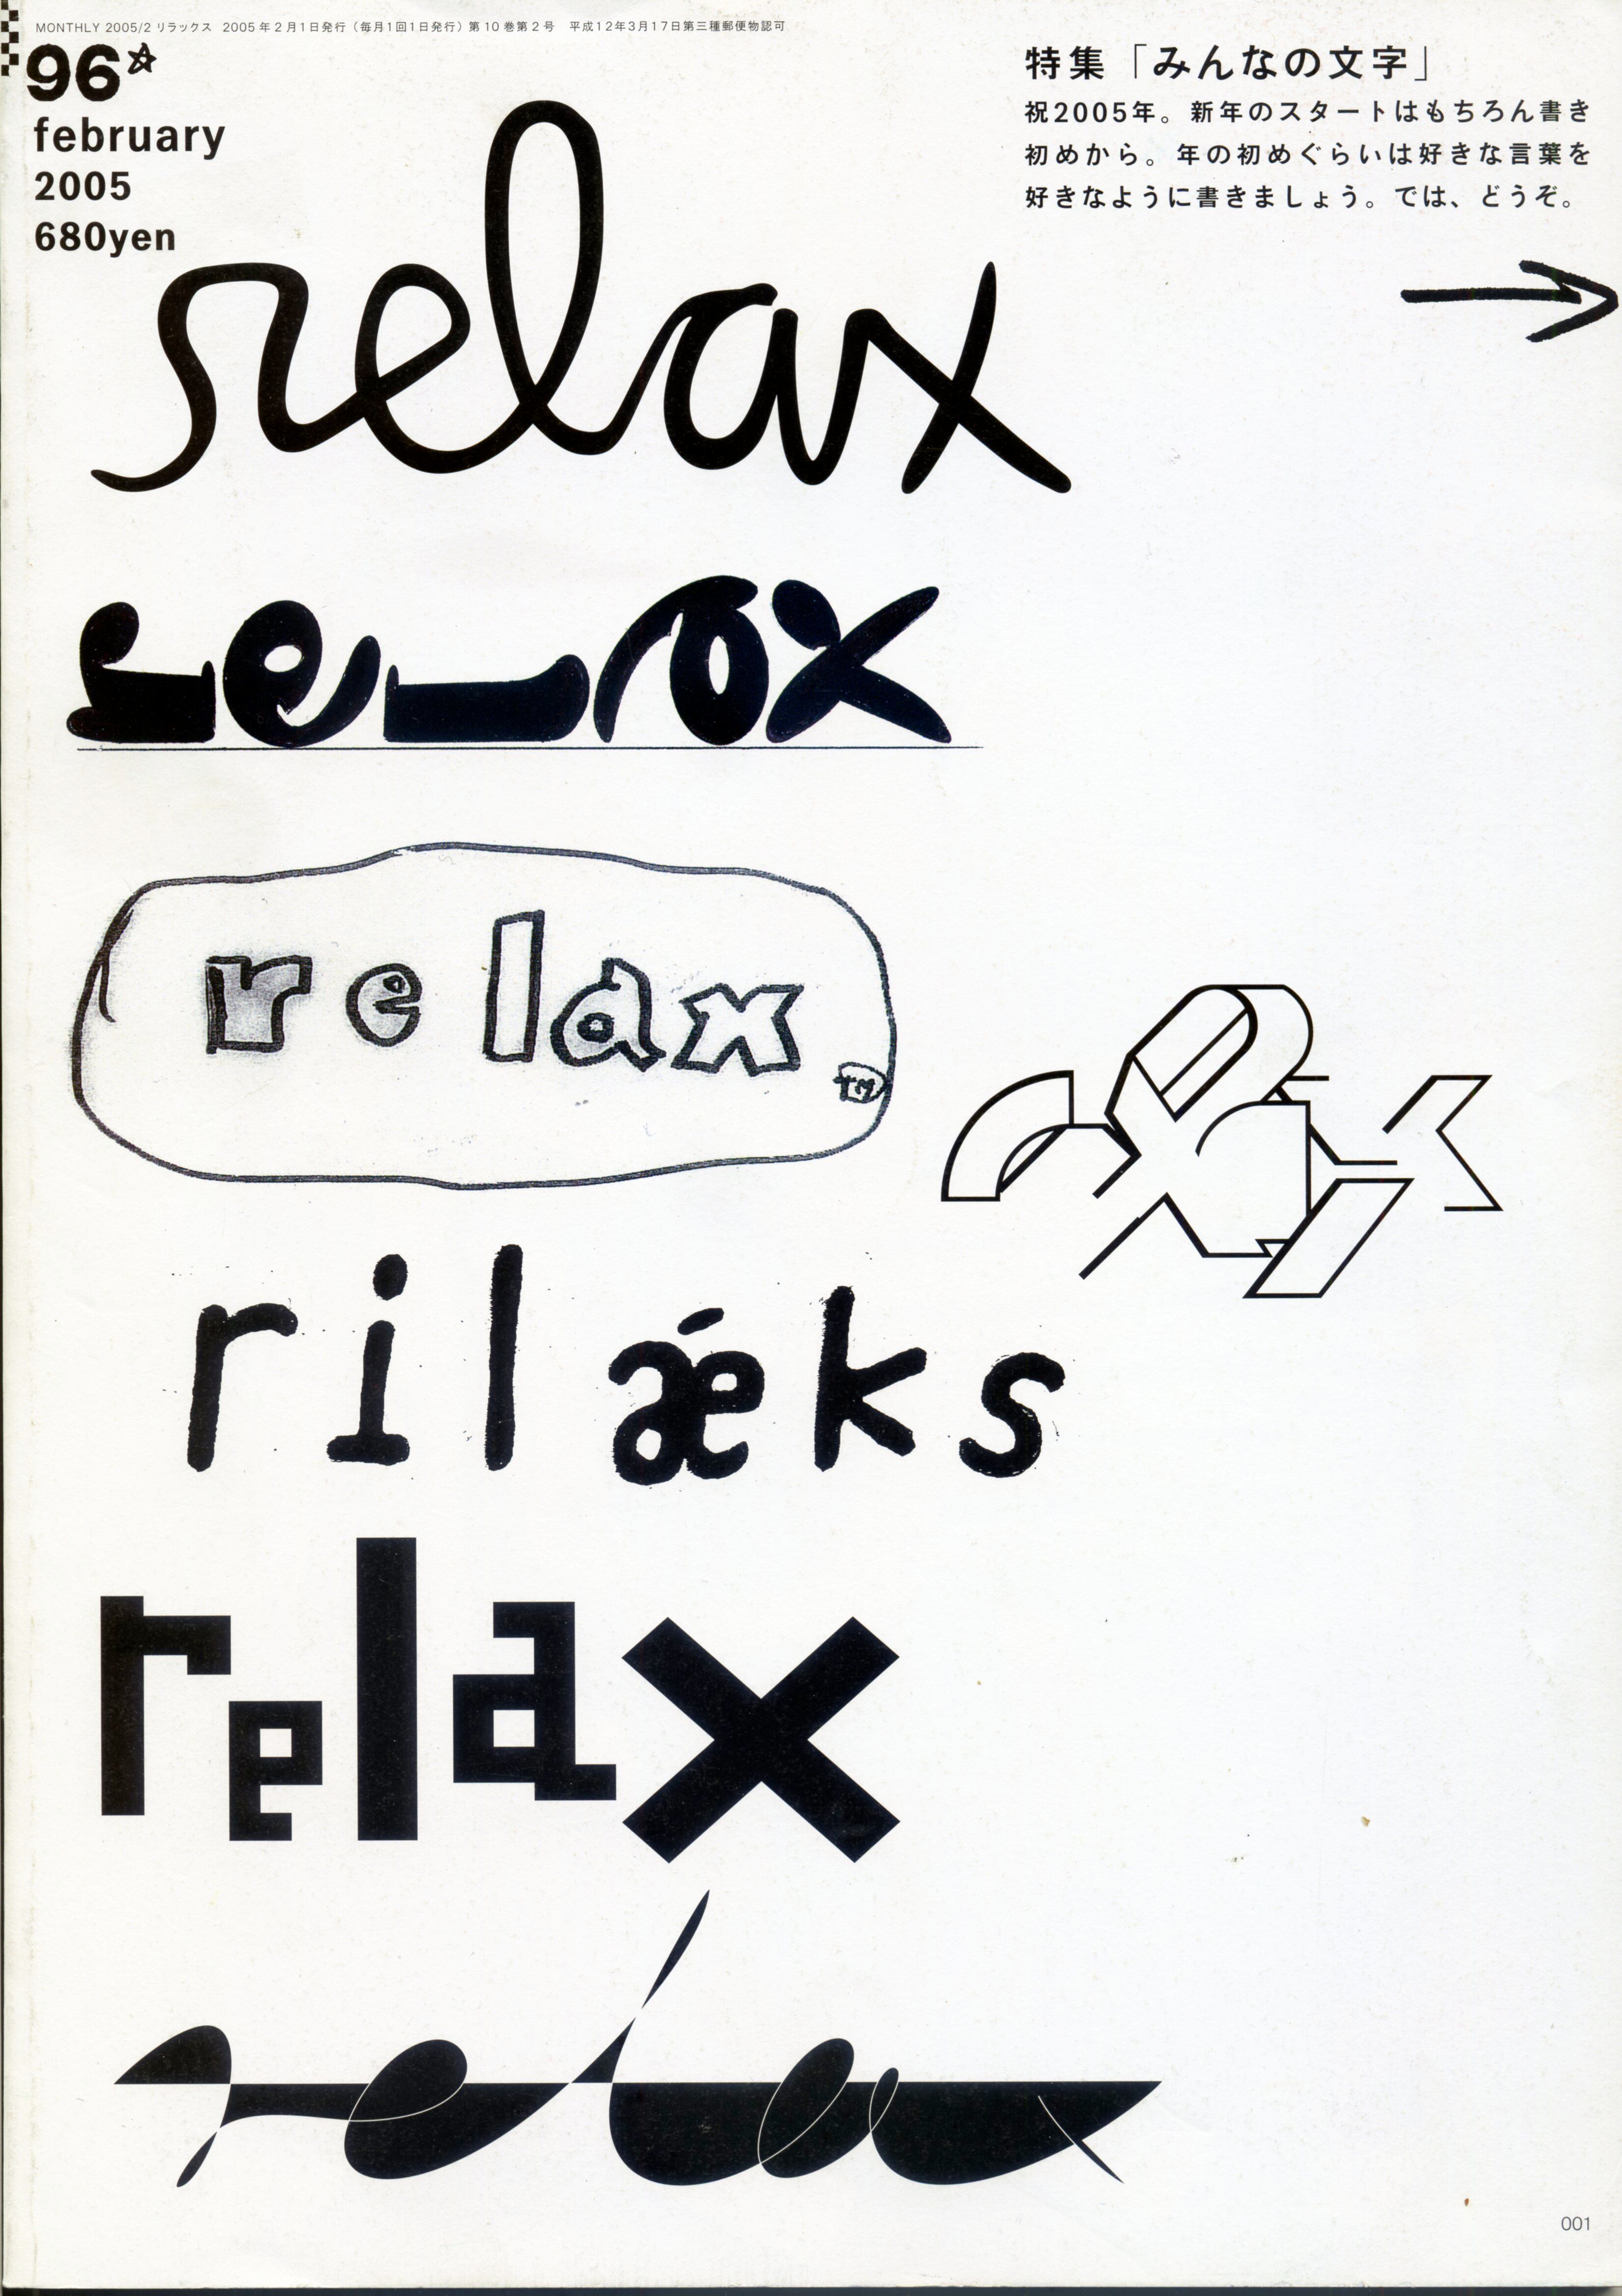 MONTHLY 2005/2 リラックス 2005年2月1日発行（毎月1回1日発行）第10巻第2号 平成12年3月17日第三種郵便物認可
96☆
february
2005
680yen
特集「みんなの文字」
祝2005年。新年のスタートはもちろん書き
初めから。年の初めぐらいは好きな言葉を
好きなように書きましょう。では、どうぞ。
→
relax
relax
relax
TM
relax
rilǽks
relax
relax
001